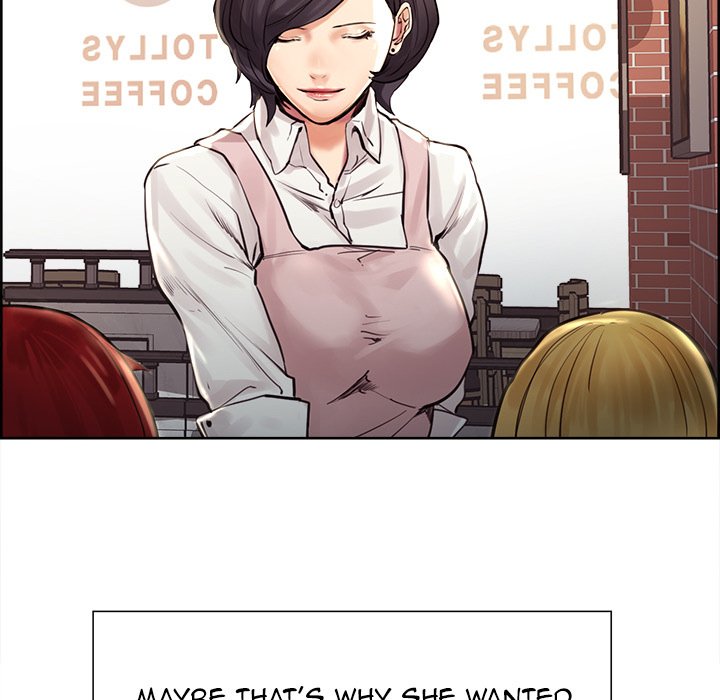 TOLLYS
COFFEE
TOLLYS
COFFEE
MAYBE THAT'S WHY SHE WANTED